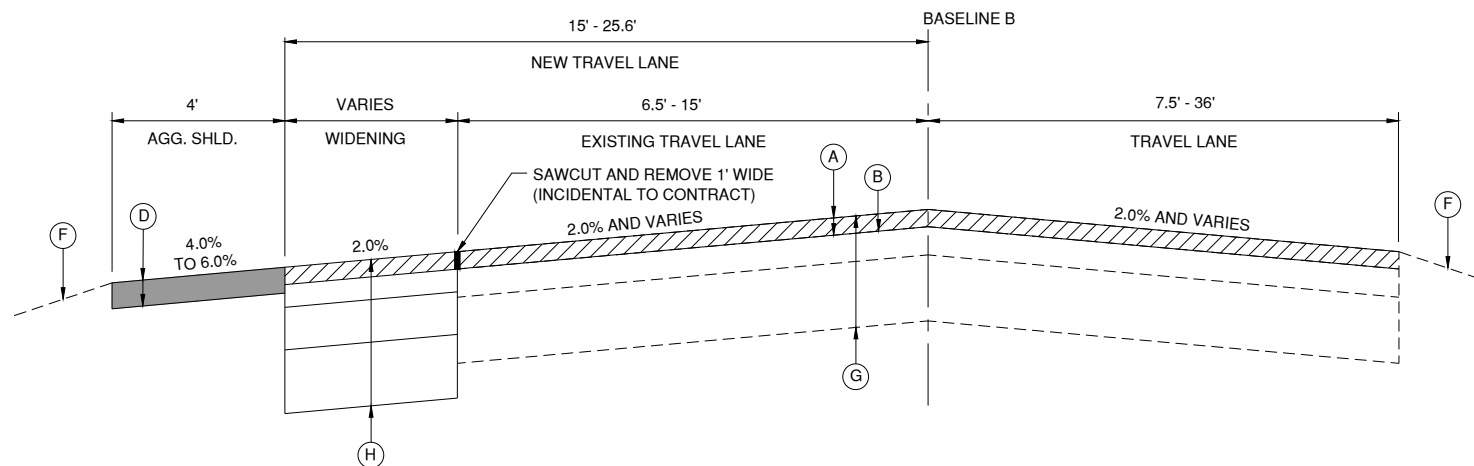 BASELINE B
15' - 25.6'
NEW TRAVEL LANE
4'
VARIES
6.5' - 15'
7.5' - 36'
AGG. SHLD.
WIDENING
EXISTING TRAVEL LANE
TRAVEL LANE
SAWCUT AND REMOVE 1' WIDE
(INCIDENTAL TO CONTRACT)
A
B
D
F
F
4.0%
TO 6.0%
2.0%
2.0% AND VARIES
2.0% AND VARIES
G
H